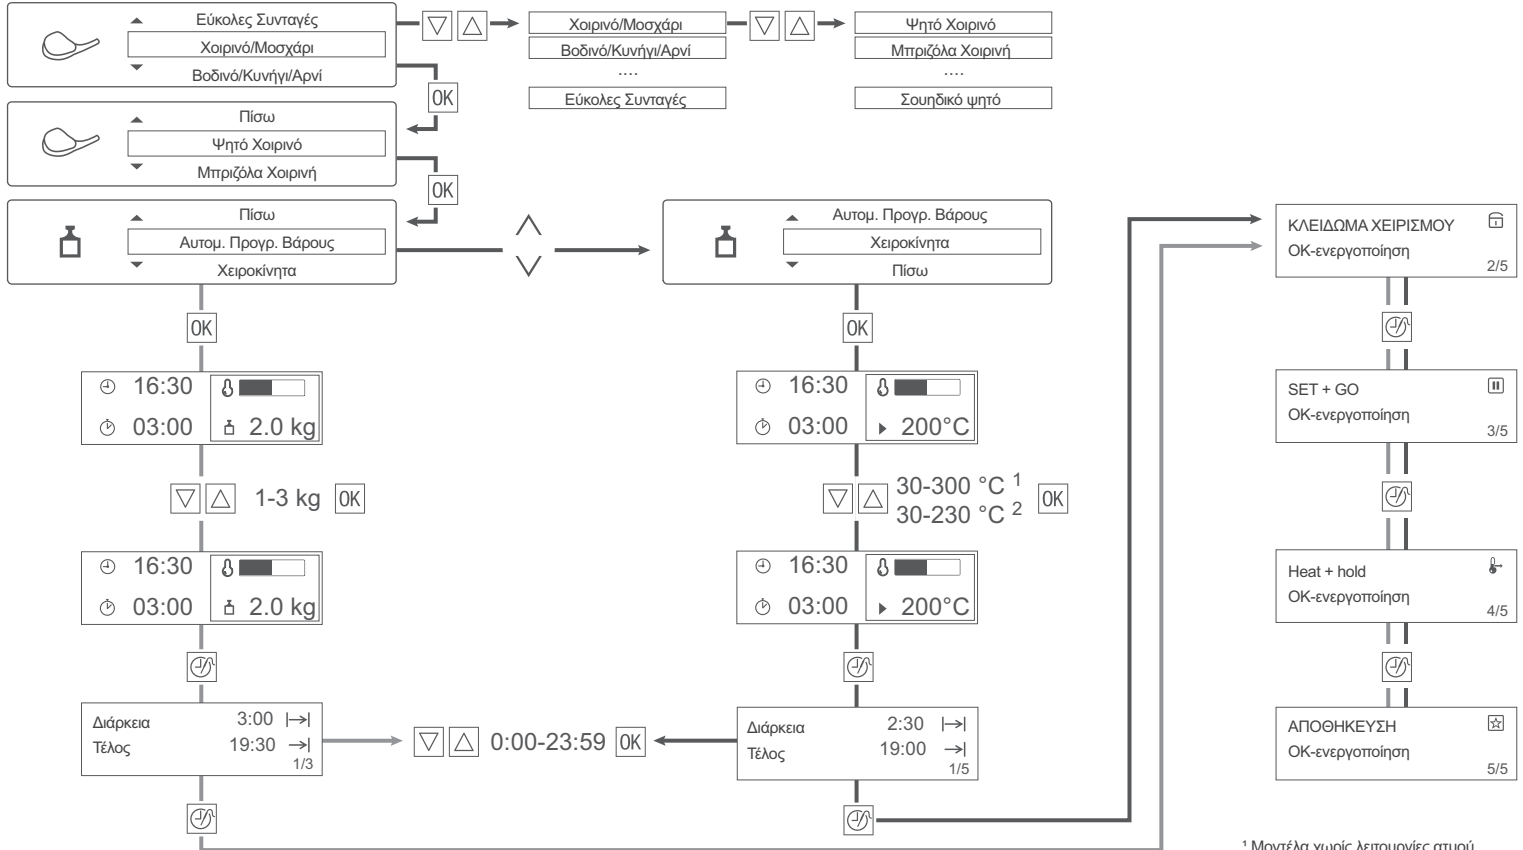 Εύκολες Συνταγές
Χοιρινό/Μοσχάρι
Βοδινό/Κυνήγι/Αρνί
OK
Χοιρινό/Μοσχάρι
Βοδινό/Κυνήγι/Αρνί
....
Εύκολες Συνταγές
Ψητό Χοιρινό
Μπριζόλα Χοιρινή
....
Σουηδικό ψητό
Πίσω
Ψητό Χοιρινό
Μπριζόλα Χοιρινή
OK
Πίσω
Αυτομ. Προγρ. Βάρους
Χειροκίνητα
Αυτομ. Προγρ. Βάρους
Χειροκίνητα
Πίσω
OK
16:30
03:00 2.0 kg
1-3 kg OK
16:30
03:00 2.0 kg
Διάρκεια 3:00
Τέλος 19:30
1/3
0:00-23:59 OK
OK
16:30
03:00 200°C
30-300 °C 1
30-230 °C 2
OK
16:30
03:00 200°C
Διάρκεια 2:30
Τέλος 19:00
1/5
ΚΛΕΙΔΩΜΑ ΧΕΙΡΙΣΜΟΥ
OK-ενεργοποίηση
2/5
SET + GO
OK-ενεργοποίηση
3/5
Heat + hold
OK-ενεργοποίηση
4/5
ΑΠΟΘΗΚΕΥΣΗ
OK-ενεργοποίηση
5/5
1 Μοντέλα χωρίς λειτουργίες ατμού